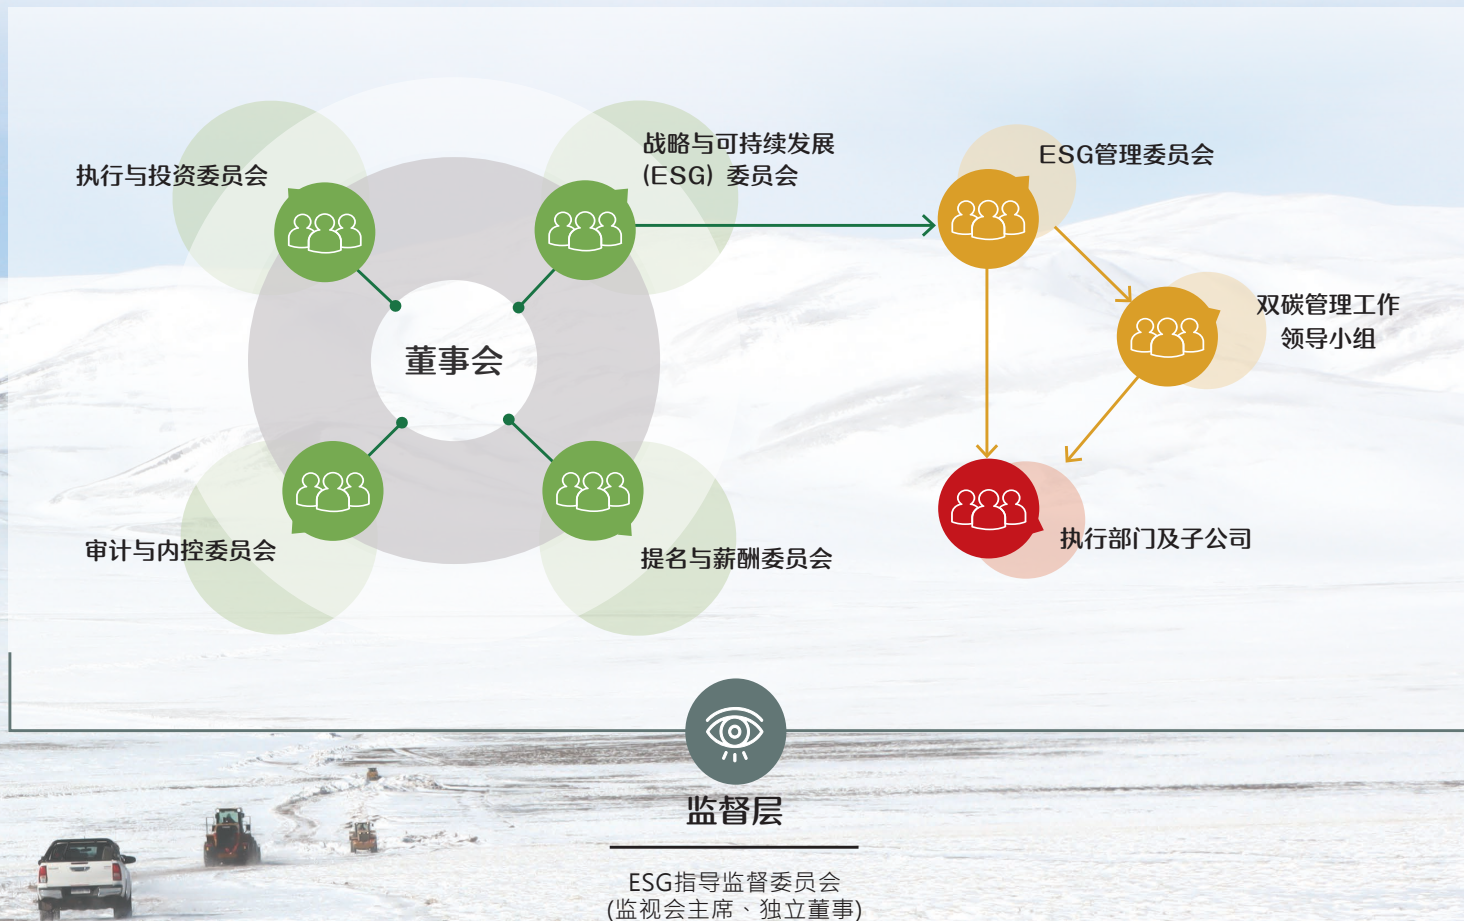 执行与投资委员会
战略与可持续发展
(ESG) 委员会
ESG管理委员会
双碳管理工作
领导小组
董事会
审计与内控委员会
提名与薪酬委员会
执行部门及子公司
监督层
ESG指导监督委员会
(监视会主席、独立董事)